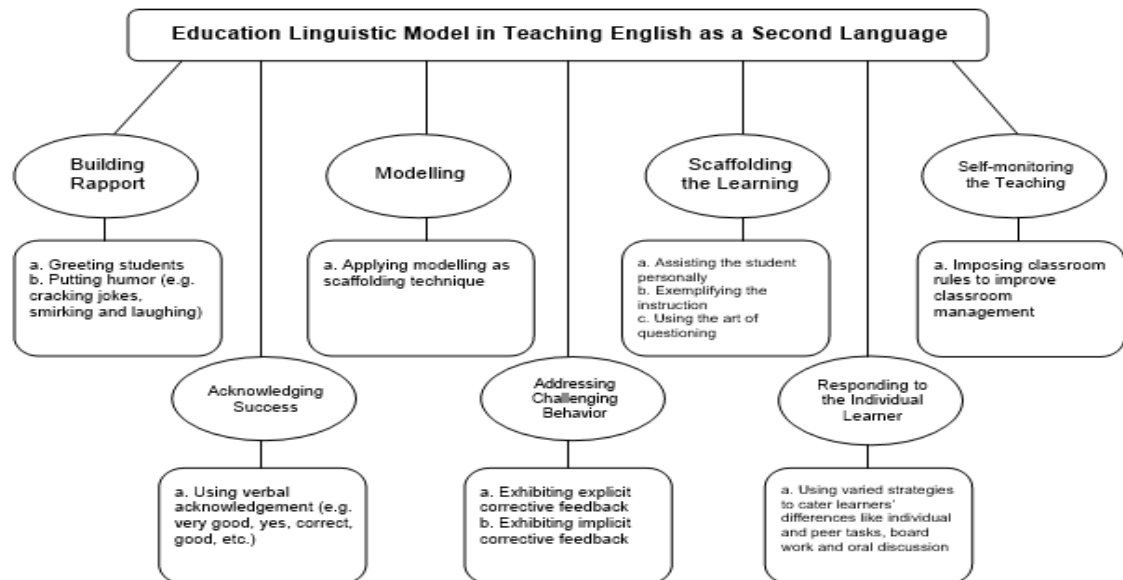 Education Linguistic Model in Teaching English as a Second Language
Building
Rapport
Modelling
Scaffolding
the Learning
Self-monitoring
the Teaching
a. Greeting students
b. Putting humor (e.g.
cracking jokes,
smirking and laughing)
a. Applying modelling as
scaffolding technique
a. Assisting the student
personally
b. Exemplifying the
instruction
c. Using the art of
questioning
a. Imposing classroom
rules to improve
classroom
management
Acknowledging
Success
Addressing
Challenging
Behavior
Responding to
the Individual
Learner
a. Using verbal
acknowledgement (e.g.
very good, yes, correct,
good, etc.)
a. Exhibiting explicit
corrective feedback
b. Exhibiting implicit
corrective feedback
a. Using varied strategies
to cater learners'
differences like individual
and peer tasks, board
work and oral discussion